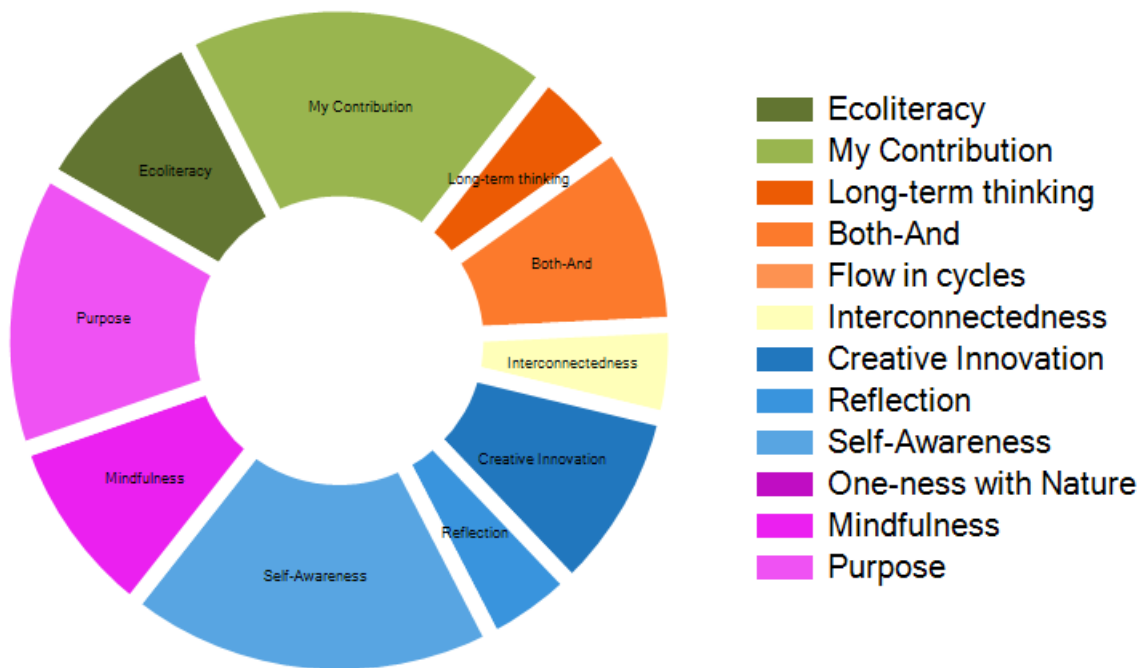 My Contribution
Ecoliteracy
Long-term thinking
Both-And
Purpose
Interconnectedness
Creative Innovation
Mindfulness
Reflection
Self-Awareness
Ecoliteracy
My Contribution
Long-term thinking
Both-And
Flow in cycles
Interconnectedness
Creative Innovation
Reflection
Self-Awareness
One-ness with Nature
Mindfulness
Purpose